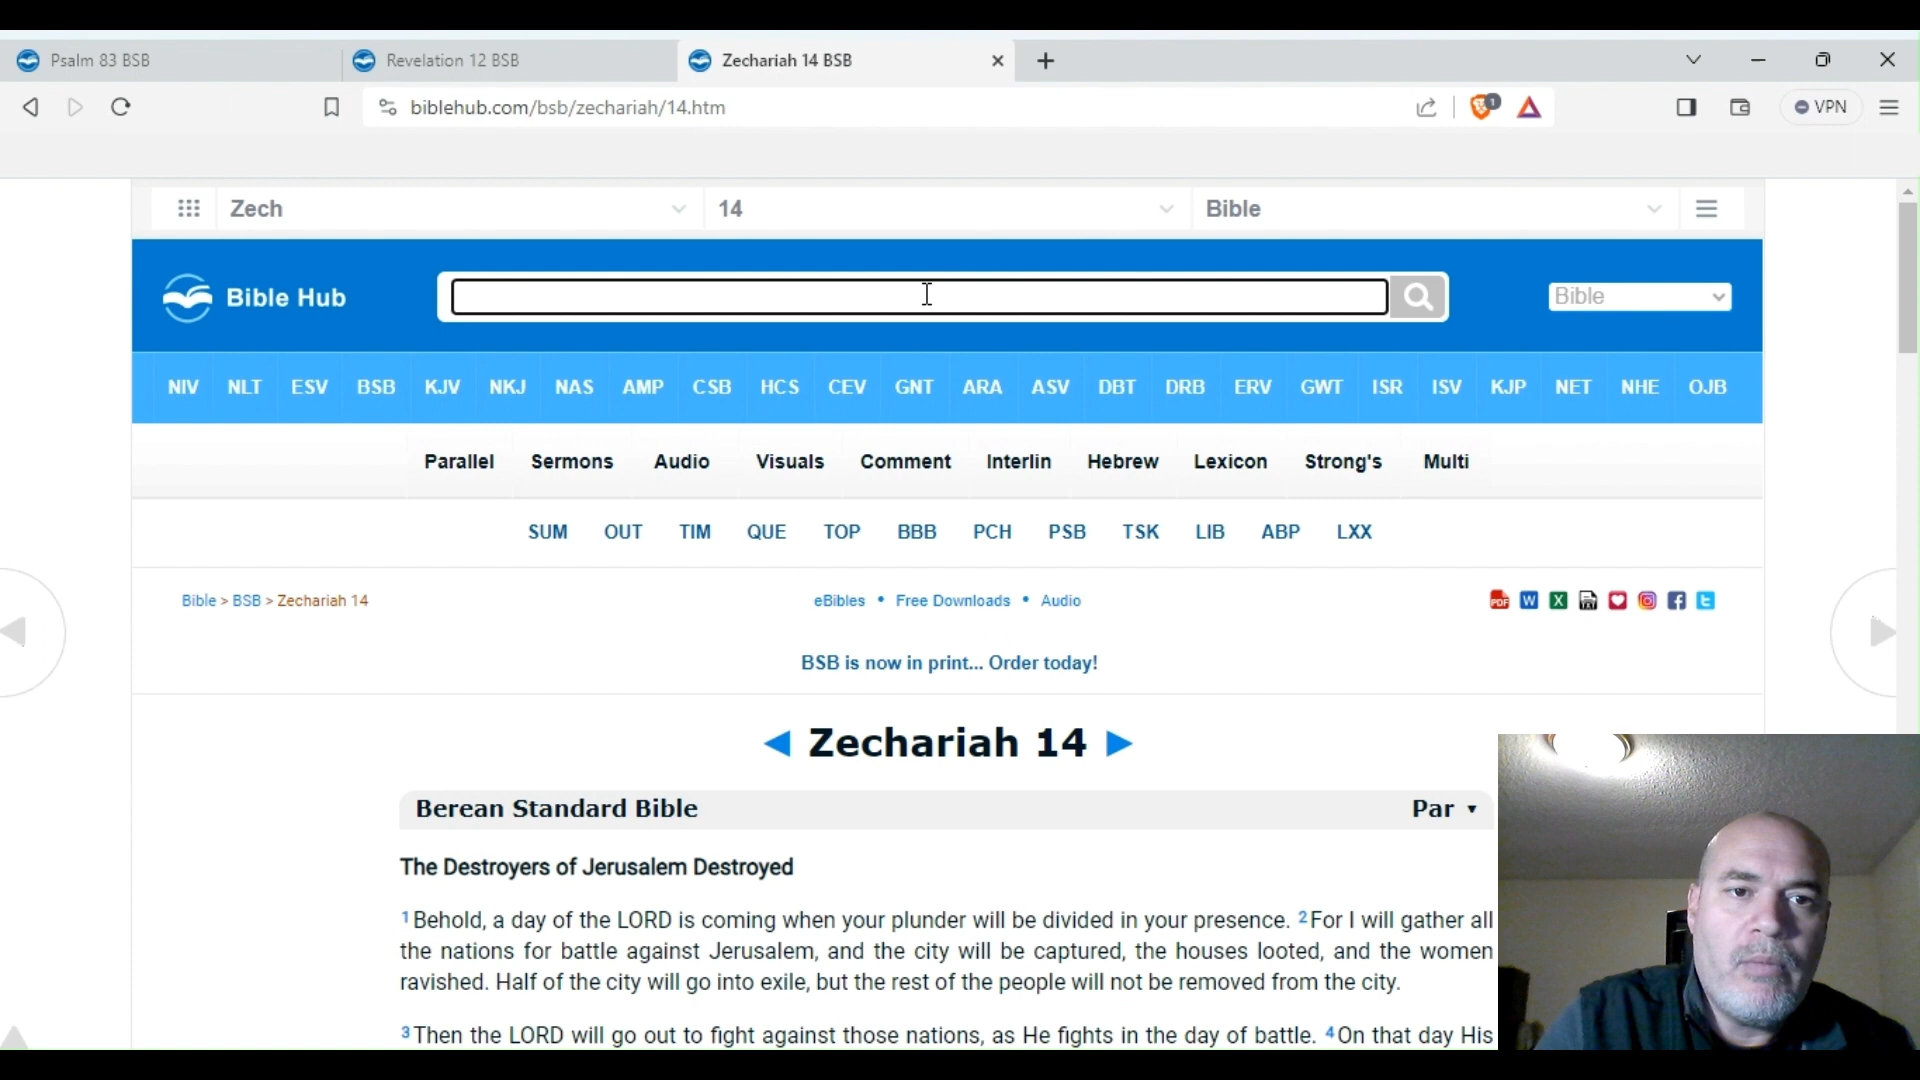 Psalm 83 BSB
Revelation 12 BSB
Zechariah 14 BSB
biblehub.com/bsb/zechariah/14.htm
1
VPN
Zech
14
Bible
Bible Hub
Bible
NIV NLT ESV BSB KJV NKJ NAS AMP CSB HCS CEV GNT ARA ASV DBT DRB ERV GWT ISR ISV KJP NET NHE OJB
Parallel Sermons Audio Visuals Comment Interlin Hebrew Lexicon Strong's Multi
SUM OUT TIM QUE TOP BBB PCH PSB TSK LIB ABP LXX
Bible > BSB > Zechariah 14
eBibles • Free Downloads • Audio
PDF W X
BSB is now in print... Order today!
◄ Zechariah 14 ►
Berean Standard Bible
Par ▼
The Destroyers of Jerusalem Destroyed
1 Behold, a day of the LORD is coming when your plunder will be divided in your presence. 2 For I will gather all
the nations for battle against Jerusalem, and the city will be captured, the houses looted, and the women
ravished. Half of the city will go into exile, but the rest of the people will not be removed from the city.
3 Then the LORD will go out to fight against those nations, as He fights in the day of battle. 4 On that day His